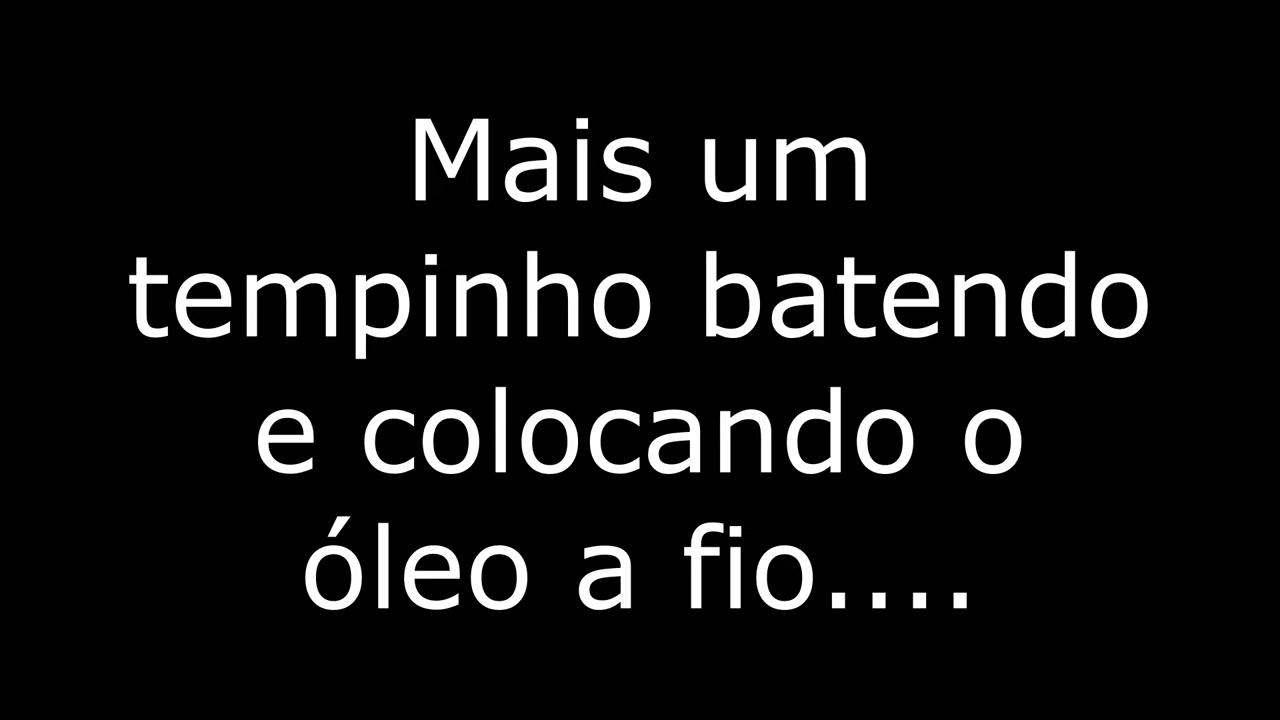 Mais um
tempinho batendo
e colocando o
óleo a fio....